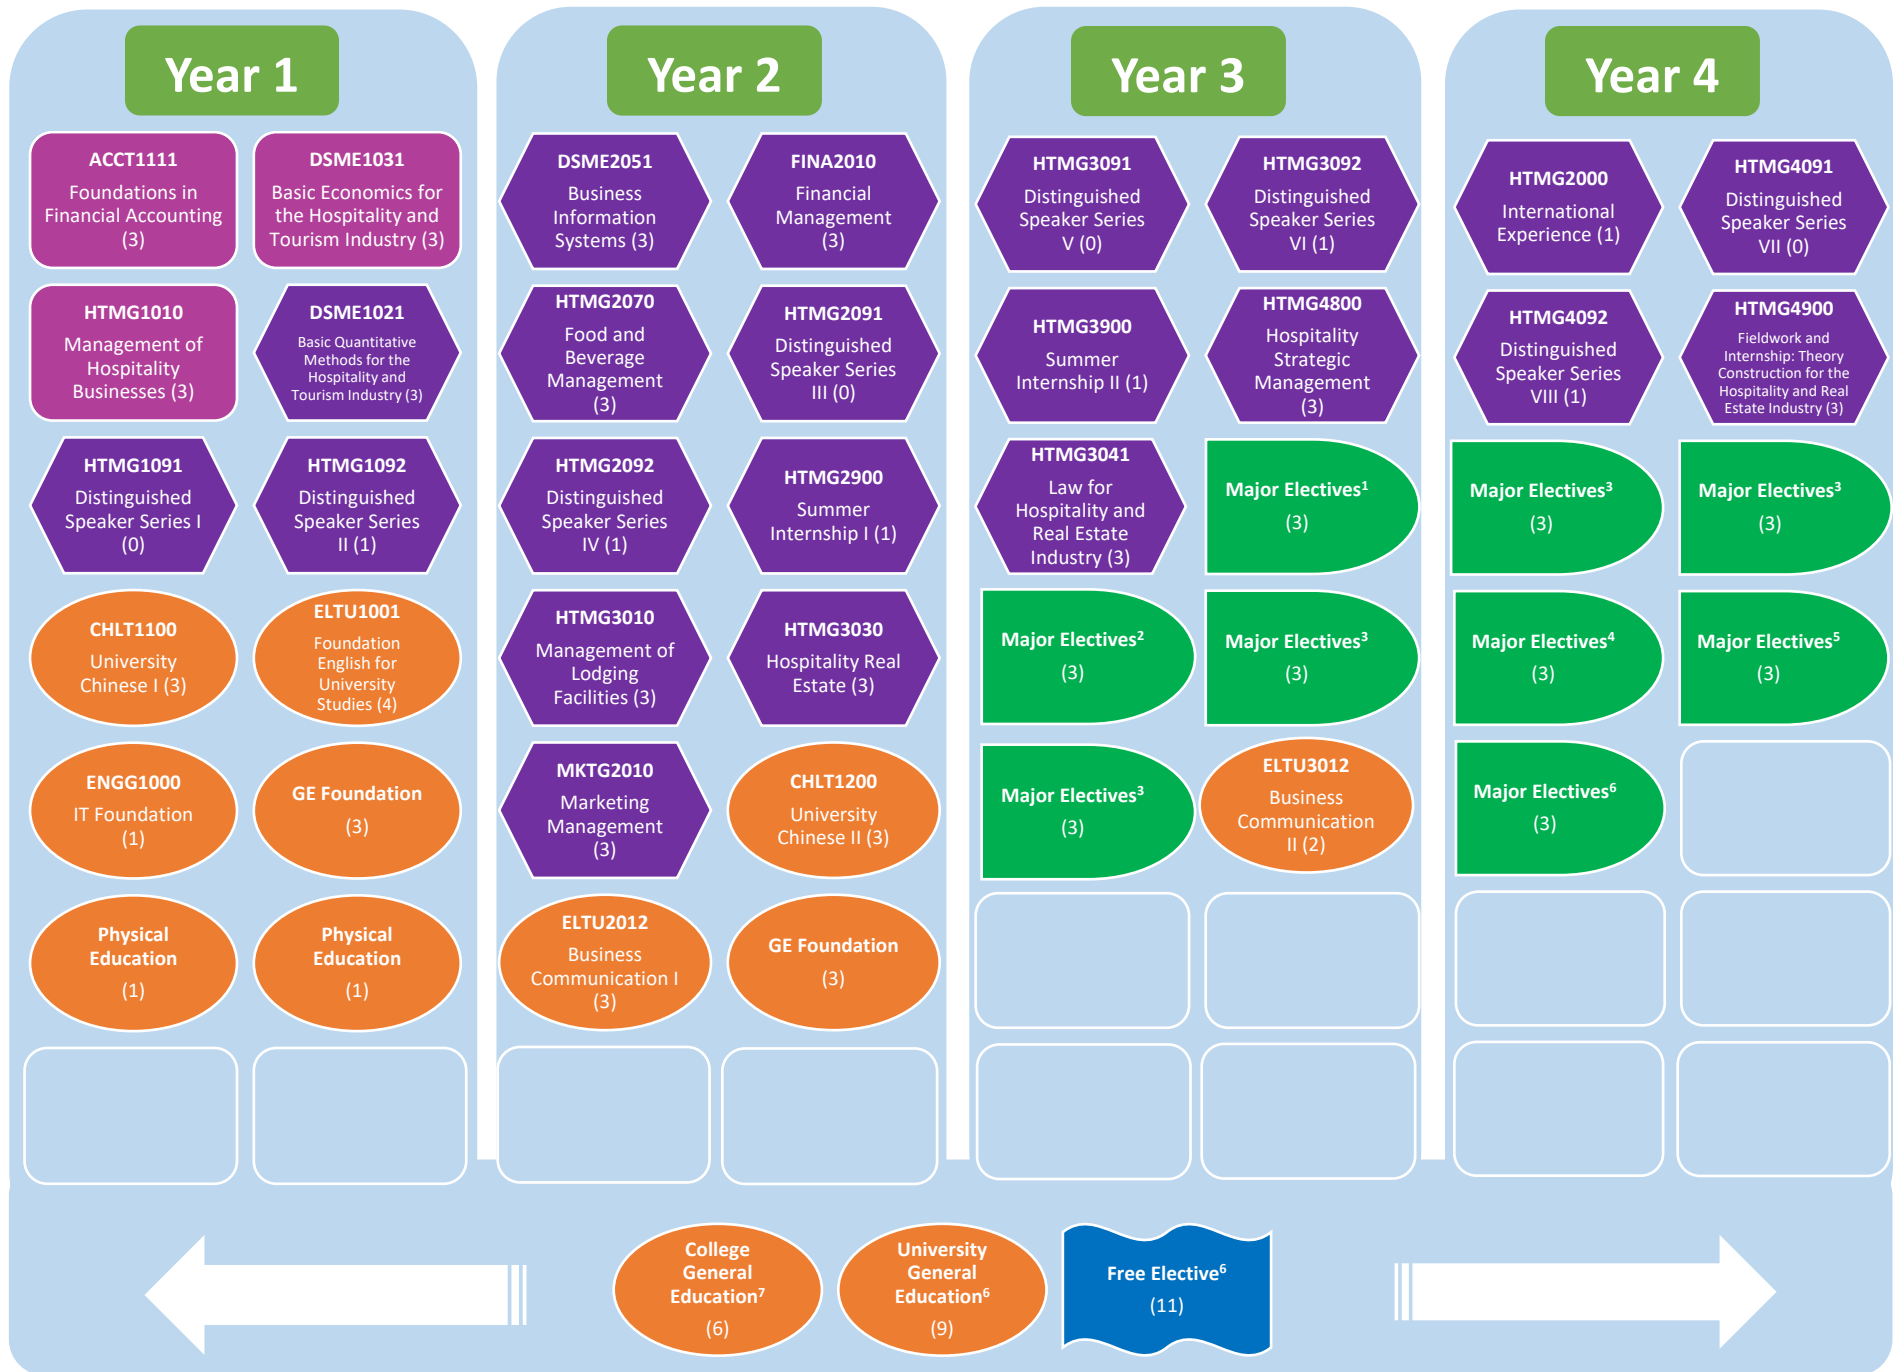 Year 1
ACCT1111
Foundations in
Financial Accounting
(3)
DSME1031
Basic Economics for
the Hospitality and
Tourism Industry (3)
HTMG1010
Management of
Hospitality
Businesses (3)
DSME1021
Basic Quantitative
Methods for the
Hospitality and
Tourism Industry (3)
HTMG1091
Distinguished
Speaker Series I
(0)
HTMG1092
Distinguished
Speaker Series
II (1)
CHLT1100
University
Chinese I (3)
ELTU1001
Foundation
English for
University
Studies (4)
ENGG1000
IT Foundation
(1)
GE Foundation
(3)
Physical
Education
(1)
Physical
Education
(1)
Year 2
DSME2051
Business
Information
Systems (3)
FINA2010
Financial
Management
(3)
HTMG2070
Food and
Beverage
Management
(3)
HTMG2091
Distinguished
Speaker Series
III (0)
HTMG2092
Distinguished
Speaker Series
IV (1)
HTMG2900
Summer
Internship I (1)
HTMG3010
Management of
Lodging
Facilities (3)
HTMG3030
Hospitality Real
Estate (3)
MKTG2010
Marketing
Management
(3)
CHLT1200
University
Chinese II (3)
ELTU2012
Business
Communication I
(3)
GE Foundation
(3)
Year 3
HTMG3091
Distinguished
Speaker Series
V (0)
HTMG3092
Distinguished
Speaker Series
VI (1)
HTMG3900
Summer
Internship II (1)
HTMG4800
Hospitality
Strategic
Management
(3)
HTMG3041
Law for
Hospitality and
Real Estate
Industry (3)
Major Electives¹
(3)
Major Electives²
(3)
Major Electives³
(3)
Major Electives³
(3)
ELTU3012
Business
Communication
II (2)
Year 4
HTMG2000
International
Experience (1)
HTMG4091
Distinguished
Speaker Series
VII (0)
HTMG4092
Distinguished
Speaker Series
VIII (1)
HTMG4900
Fieldwork and
Internship: Theory
Construction for the
Hospitality and Real
Estate Industry (3)
Major Electives³
(3)
Major Electives³
(3)
Major Electives⁴
(3)
Major Electives⁵
(3)
Major Electives⁶
(3)
College
General
Education⁷
(6)
University
General
Education⁶
(9)
Free Elective⁶
(11)